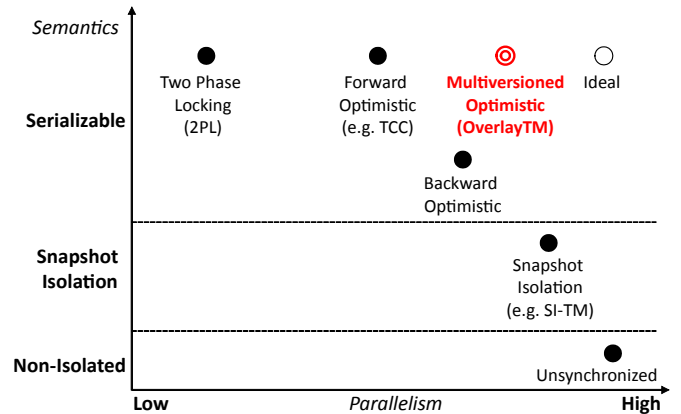 Semantics
Two Phase
Locking
(2PL)
Forward
Optimistic
(e.g. TCC)
Multiversioned
Optimistic
(OverlayTM)
Ideal
Serializable
Backward
Optimistic
Snapshot
Isolation
Snapshot
Isolation
(e.g. SI-TM)
Non-Isolated
Unsynchronized
Low
Parallelism
High